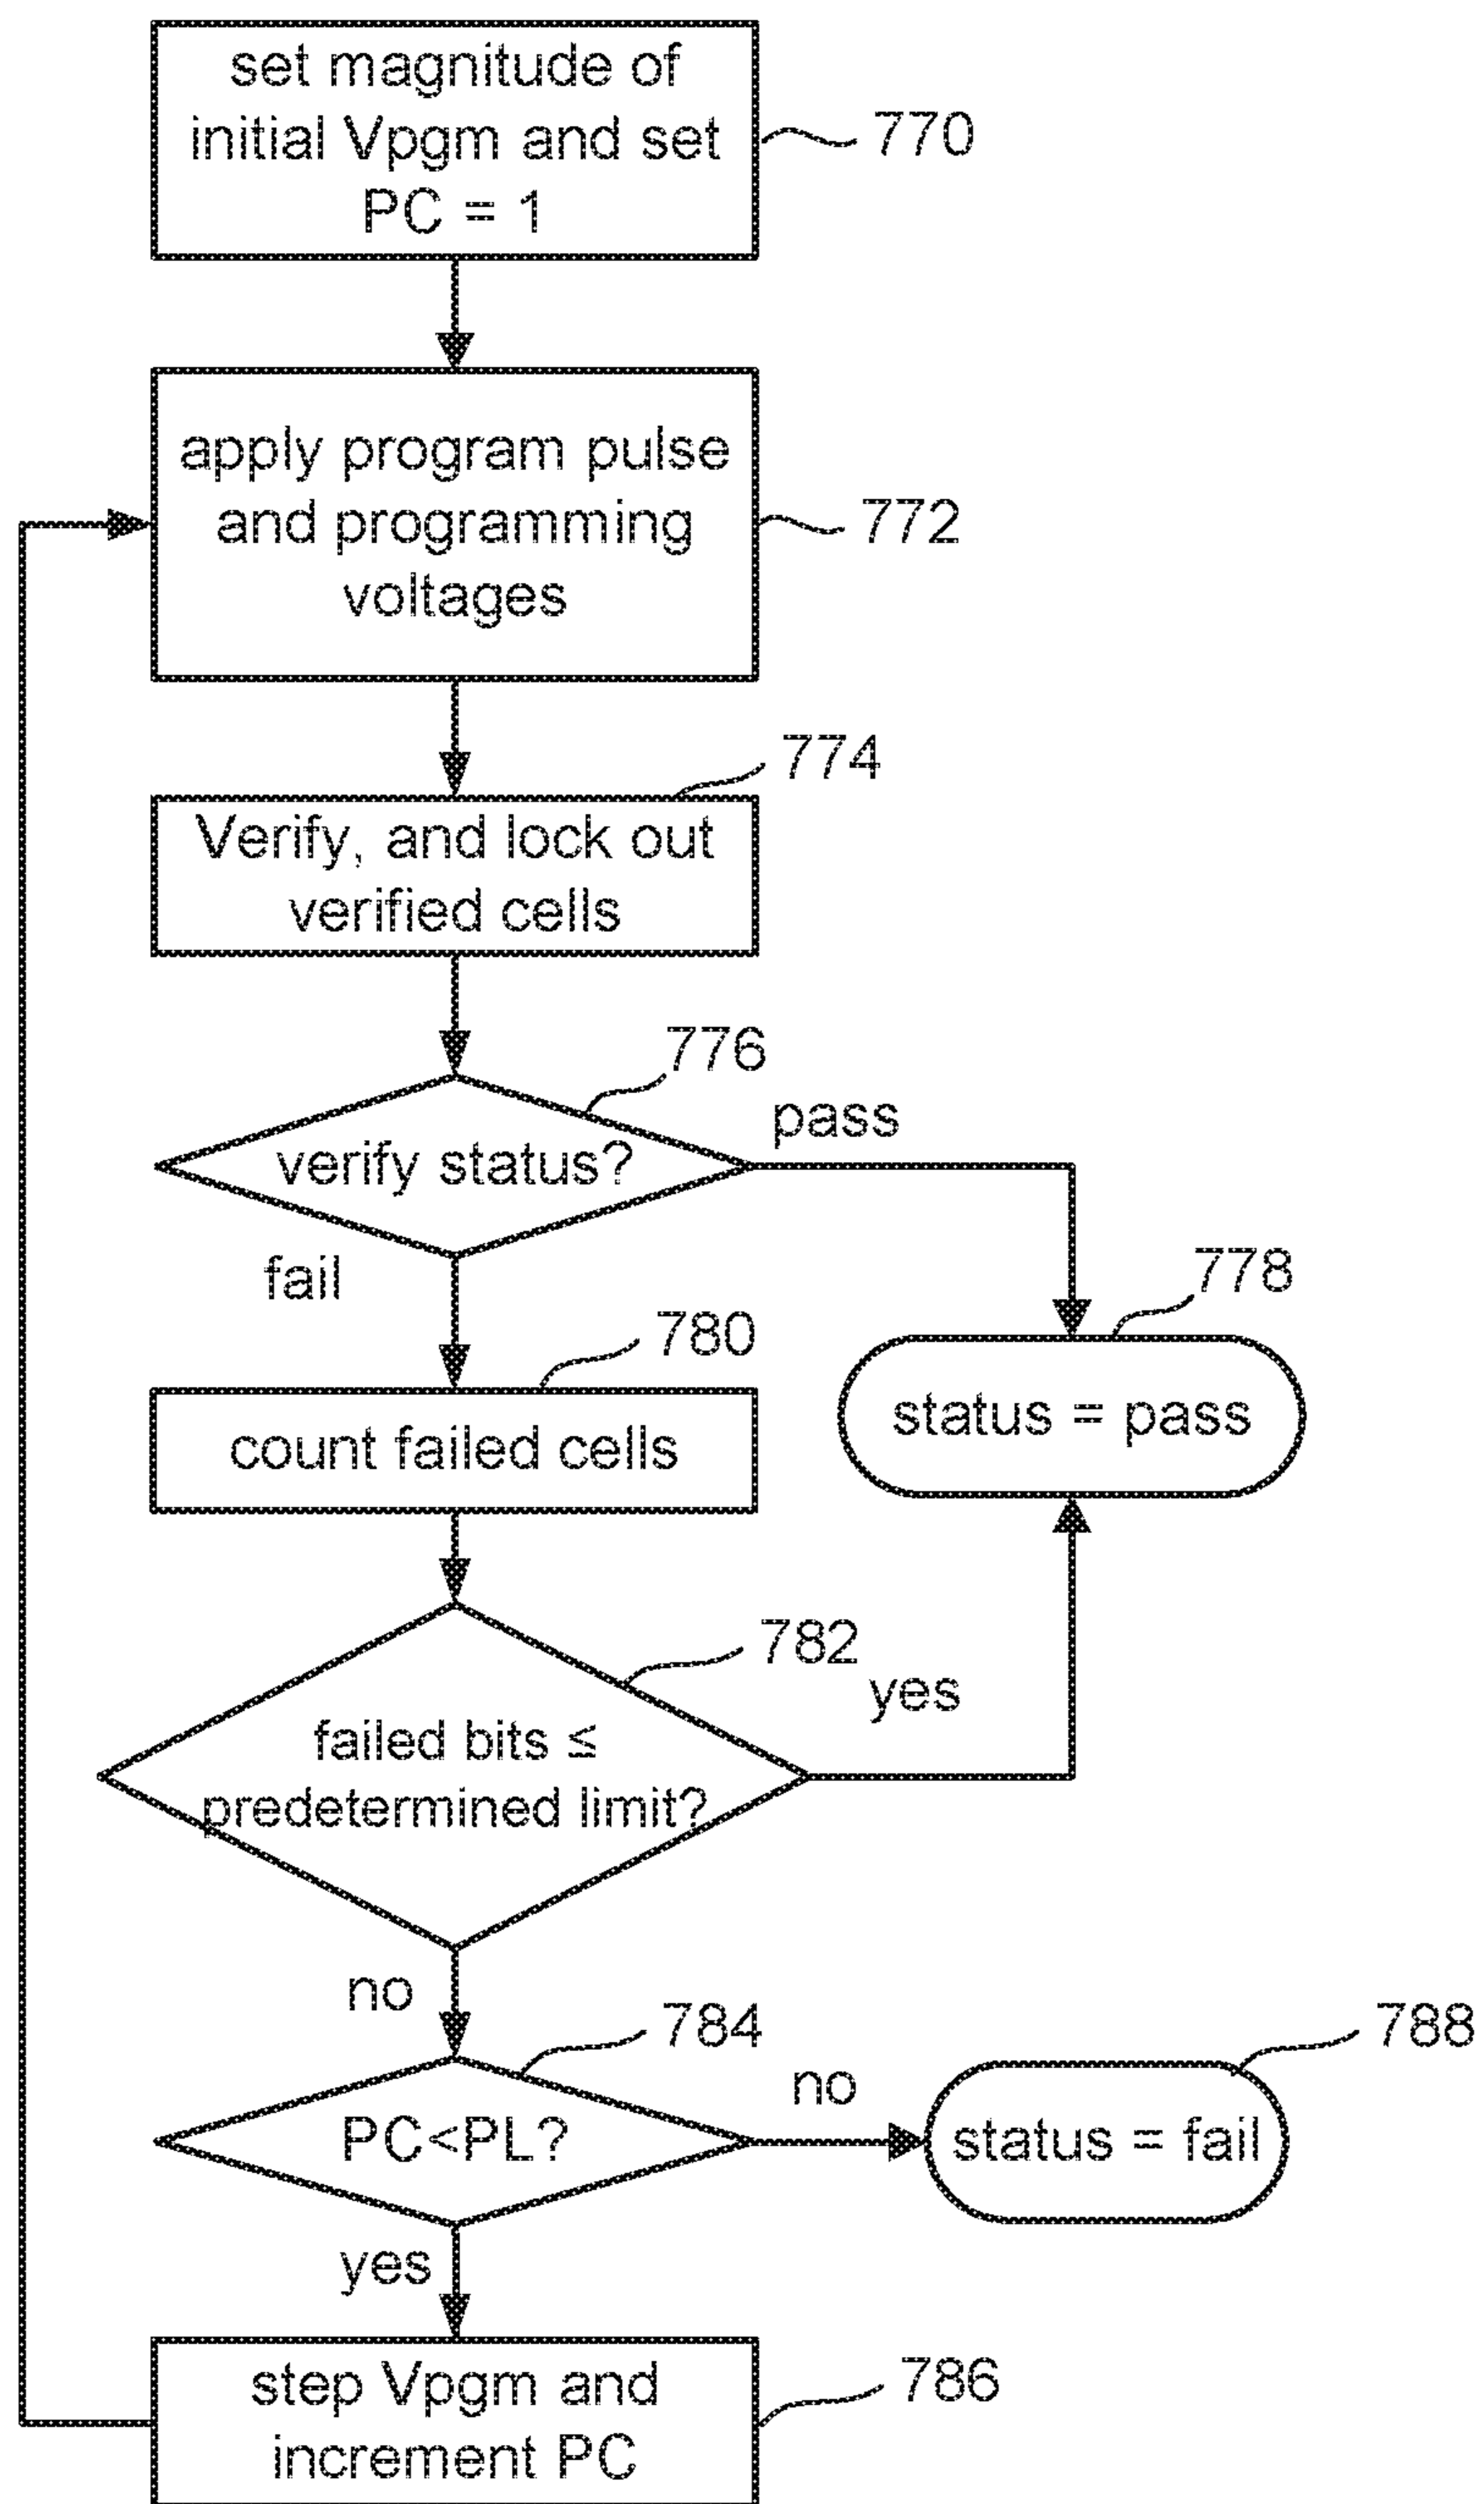 set magnitude of
initial Vpgm and set
PC = 1
770
apply program pulse
and programming
voltages
772
774
Verify, and lock out
verified cells
776
pass
verify status?
fail
778
status = pass
780
count failed cells
782
yes
failed bits ≤
predetermined limit?
no
784
788
no
PC<PL?
status = fail
yes
step Vpgm and
increment PC
786